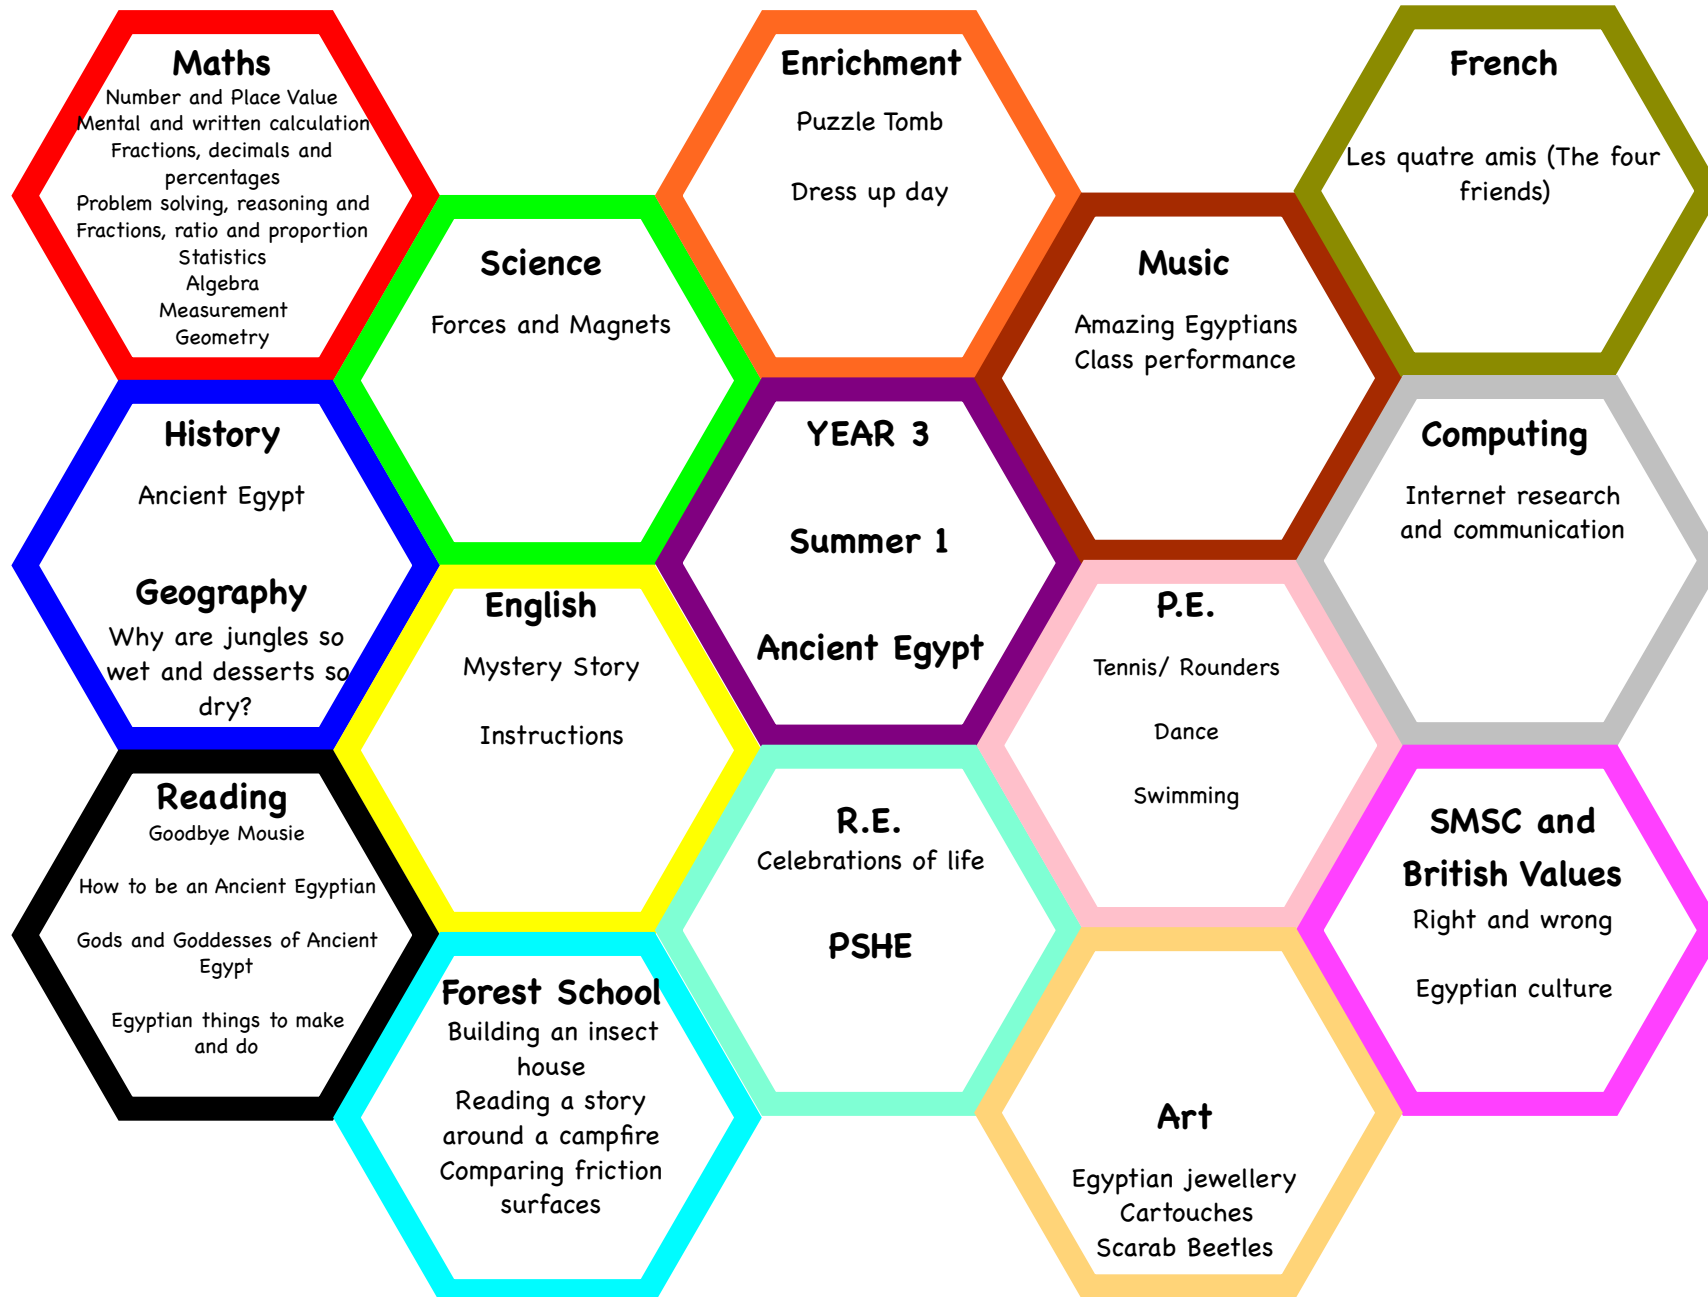 Maths
Number and Place Value
Mental and written calculation
Fractions, decimals and
percentages
Problem solving, reasoning and
Fractions, ratio and proportion
Statistics
Algebra
Measurement
Geometry
Enrichment
Puzzle Tomb
Dress up day
French
Les quatre amis (The four
friends)
Science
Forces and Magnets
Music
Amazing Egyptians
Class performance
History
Ancient Egypt
Geography
Why are jungles so
wet and desserts so
dry?
YEAR 3
Summer 1
Ancient Egypt
Computing
Internet research
and communication
English
Mystery Story
Instructions
P.E.
Tennis/ Rounders
Dance
Swimming
Reading
Goodbye Mousie
How to be an Ancient Egyptian
Gods and Goddesses of Ancient
Egypt
Egyptian things to make
and do
R.E.
Celebrations of life
PSHE
SMSC and
British Values
Right and wrong
Egyptian culture
Forest School
Building an insect
house
Reading a story
around a campfire
Comparing friction
surfaces
Art
Egyptian jewellery
Cartouches
Scarab Beetles